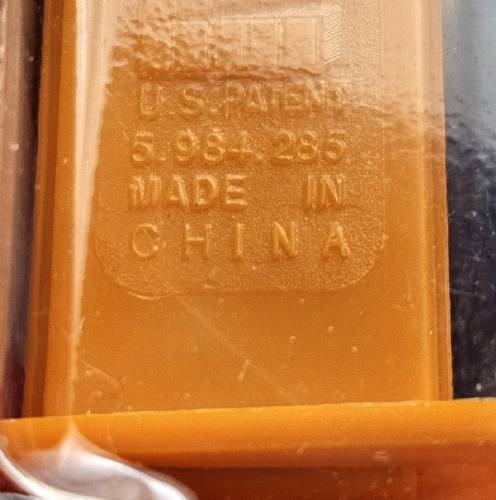 U.S. PATENT
5.984.285
MADE IN
CHINA